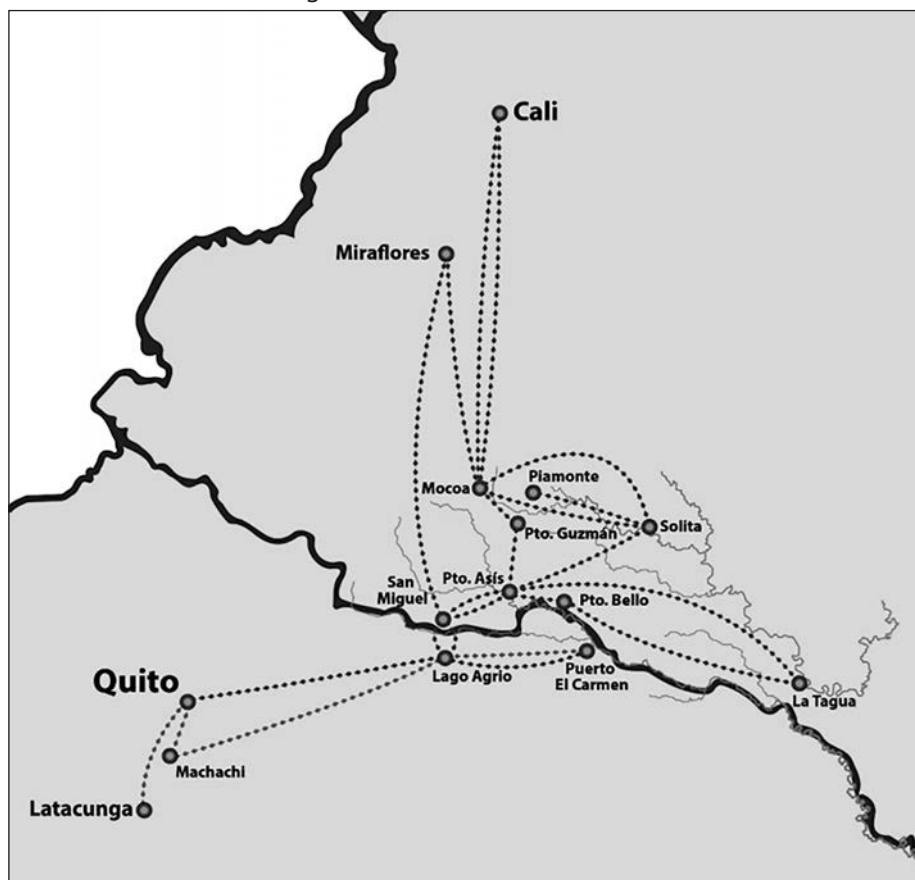 Cali
Miraflores
Mocoa
Piamonte
Pto. Guzmán
Solita
Pto. Asís
San
Miguel
Pto. Bello
Lago Agrio
Puerto
El Carmen
La Tagua
Quito
Machachi
Latacunga